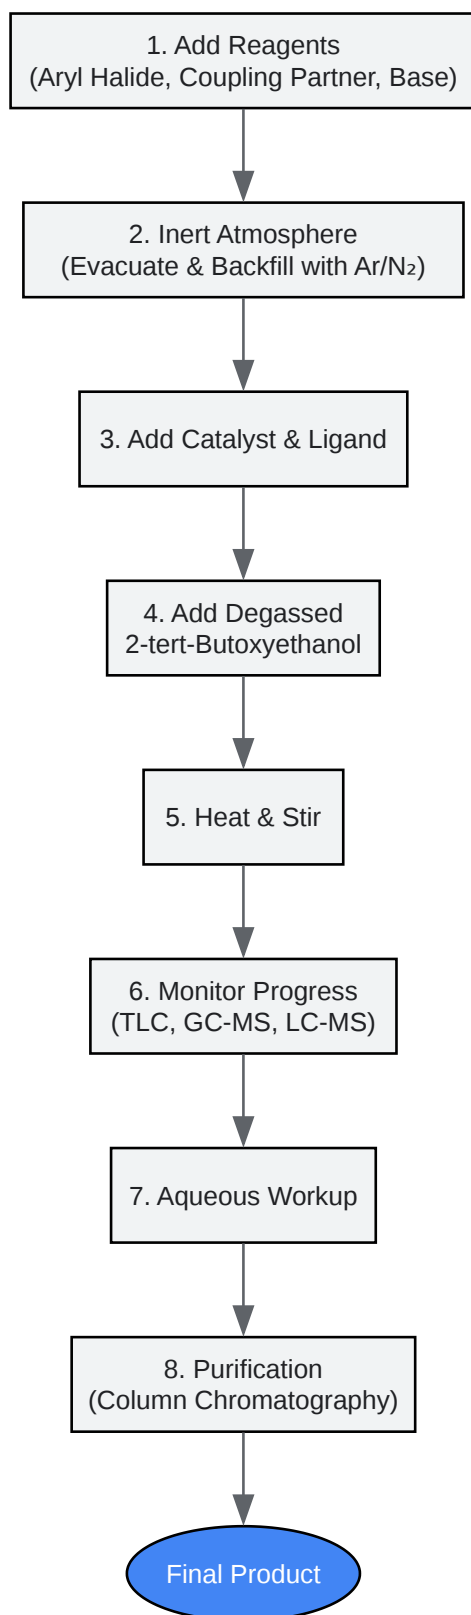 1. Add Reagents
(Aryl Halide, Coupling Partner, Base)
2. Inert Atmosphere
(Evacuate & Backfill with Ar/N₂)
3. Add Catalyst & Ligand
4. Add Degassed
2-tert-Butoxyethanol
5. Heat & Stir
6. Monitor Progress
(TLC, GC-MS, LC-MS)
7. Aqueous Workup
8. Purification
(Column Chromatography)
Final Product